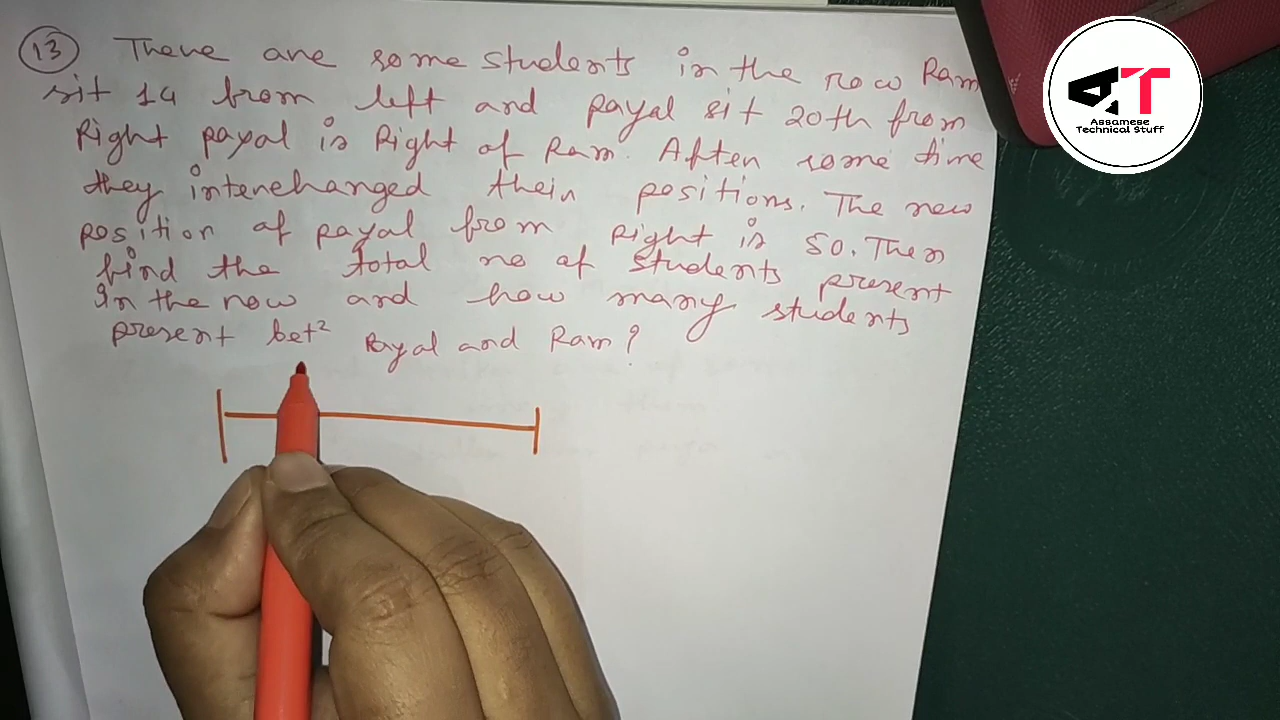 13 There are some students in the row Ram
sit 14 from left and payal sit 20th from
Right payal is Right of Ram. After some time
they interchanged their positions. The new
position of payal from Right is 50. Then
find the total no of students present
in the row and how many students
present bet² Payal and Ram?
AT
Assamese
Technical Stuff